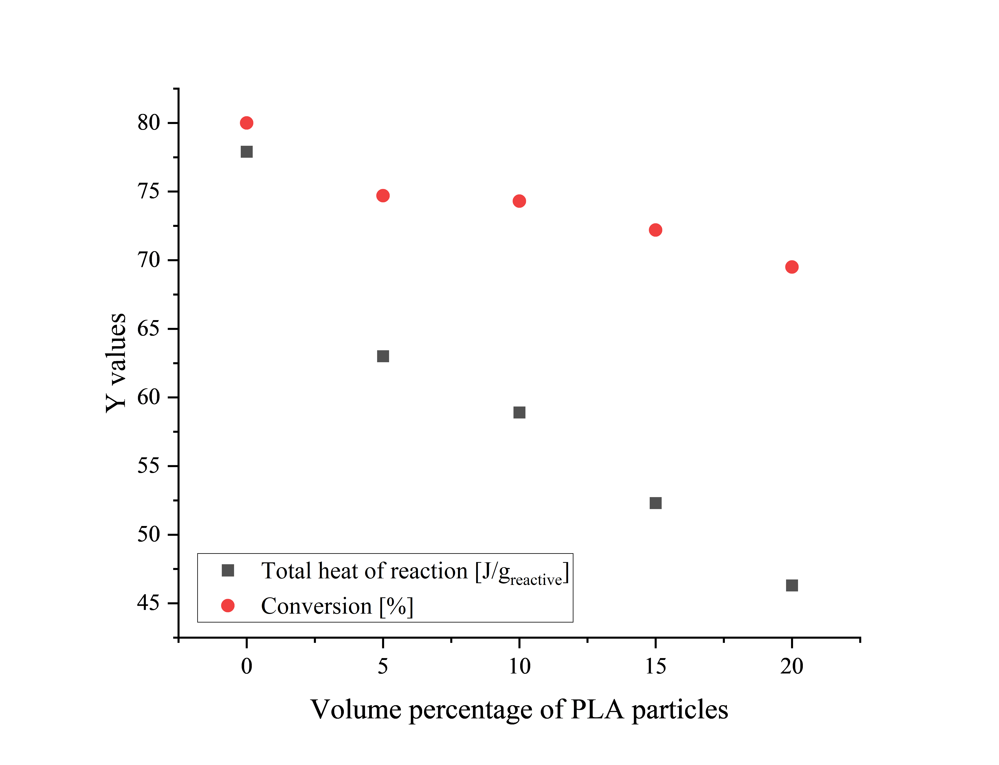 80
75
70
65
60
55
50
45
Y values
Total heat of reaction [J/greactive]
Conversion [%]
0 5 10 15 20
Volume percentage of PLA particles